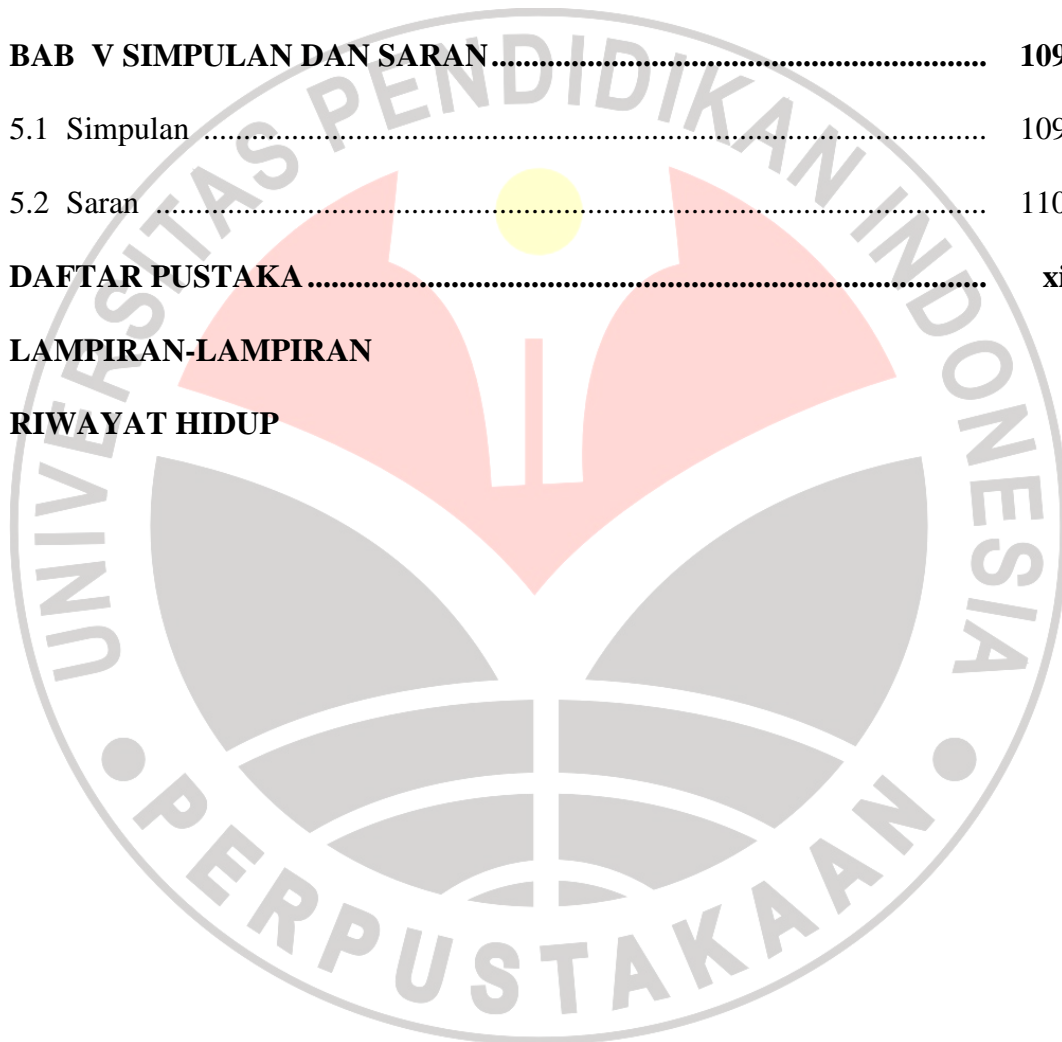 BAB V SIMPULAN DAN SARAN ........................................................................ 109
5.1 Simpulan ........................................................................ 109
5.2 Saran ........................................................................ 110
DAFTAR PUSTAKA ........................................................................ xi
LAMPIRAN-LAMPIRAN
RIWAYAT HIDUP
UNIVERSITAS PENDIDIKAN INDONESIA
PERPUSTAKAAN